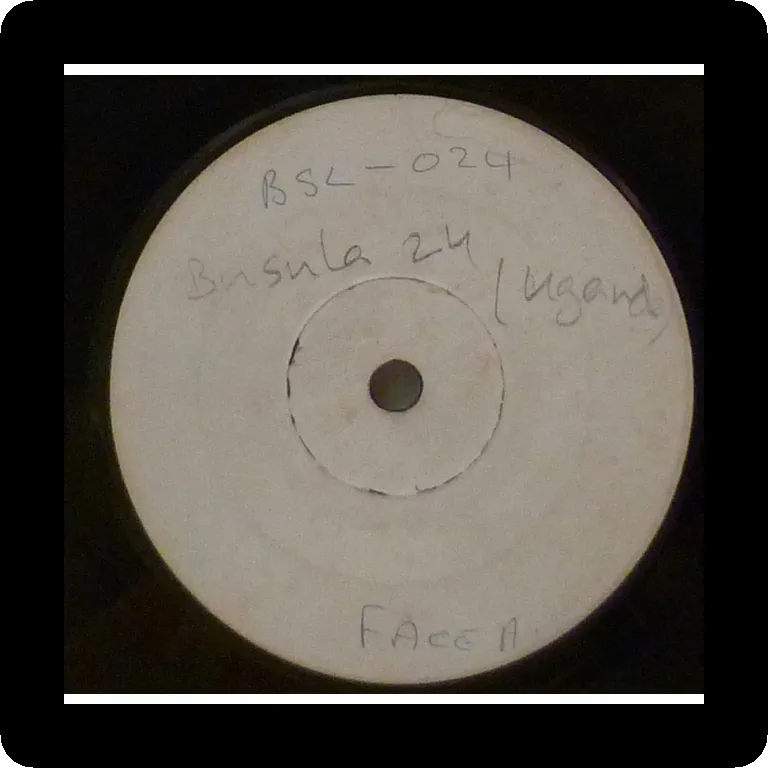 BSL-024
Busula 24
(Uganda)
FACE A.